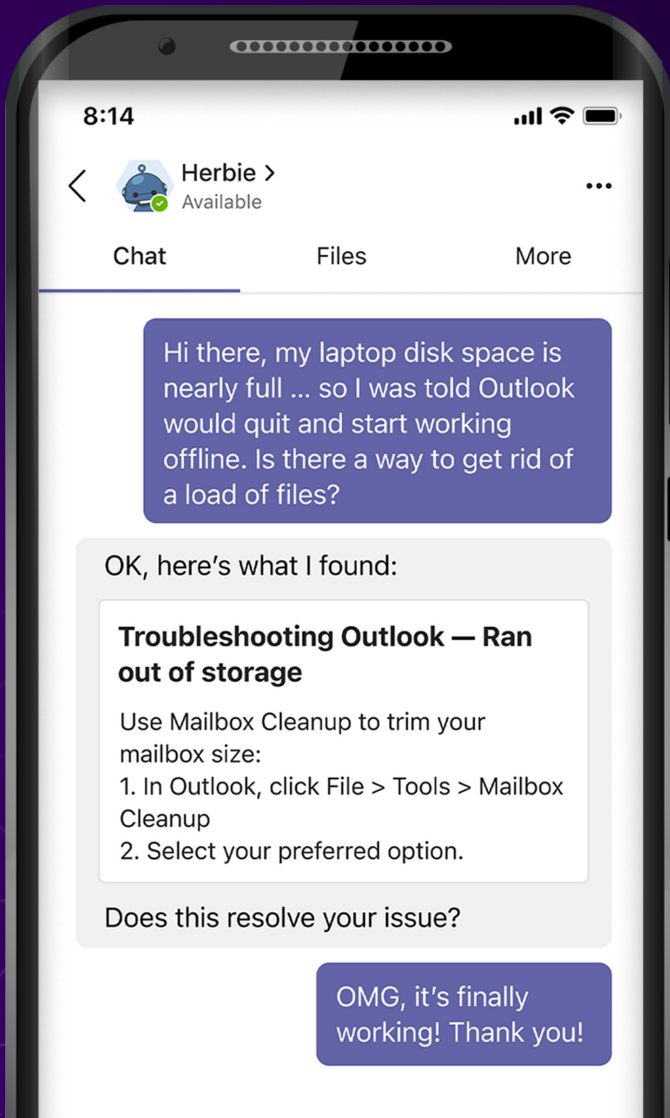 8:14
Herbie >
Available
Chat Files More
Hi there, my laptop disk space is
nearly full ... so I was told Outlook
would quit and start working
offline. Is there a way to get rid of
a load of files?
OK, here's what I found:
Troubleshooting Outlook — Ran
out of storage
Use Mailbox Cleanup to trim your
mailbox size:
1. In Outlook, click File > Tools > Mailbox
Cleanup
2. Select your preferred option.
Does this resolve your issue?
OMG, it's finally
working! Thank you!